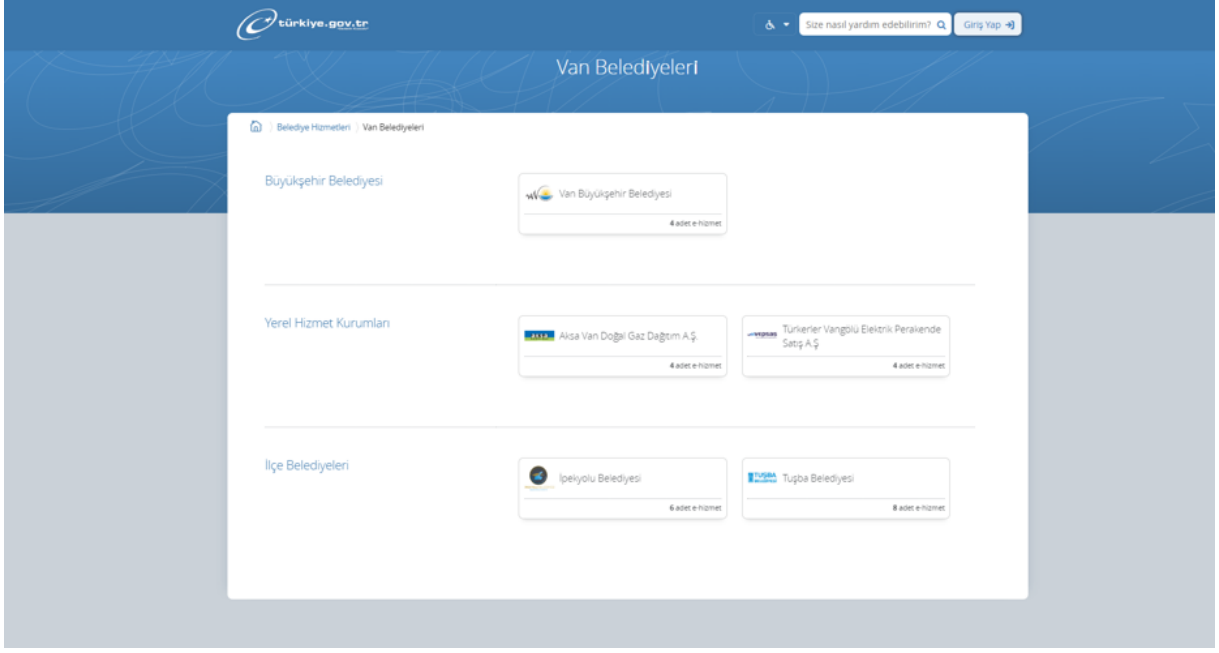 türkiye.gov.tr
Size nasıl yardım edebilirim?
Giriş Yap
Van Belediyeleri
Belediye Hizmetleri
Van Belediyeleri
Büyükşehir Belediyesi
Van Büyükşehir Belediyesi
4 adet e-hizmet
Yerel Hizmet Kurumları
Aksa Van Doğal Gaz Dağıtım A.Ş.
4 adet e-hizmet
Türkerler Vangölü Elektrik Perakende
Satış A.Ş
4 adet e-hizmet
İlçe Belediyeleri
İpekyolu Belediyesi
6 adet e-hizmet
TUŞBA
Tuşba Belediyesi
8 adet e-hizmet